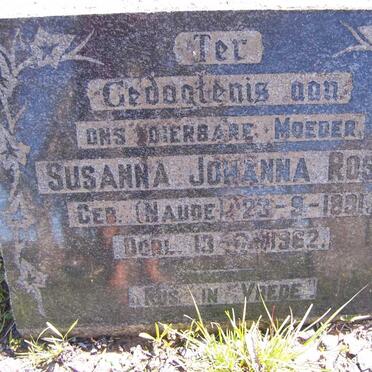 Ter
Gedagtenis aan
ons dierbare Moeder
Susanna Johanna Ros
Geb. (Naude) 23-9-1891
Oorl. 13- -1962.
Rus in Vrede